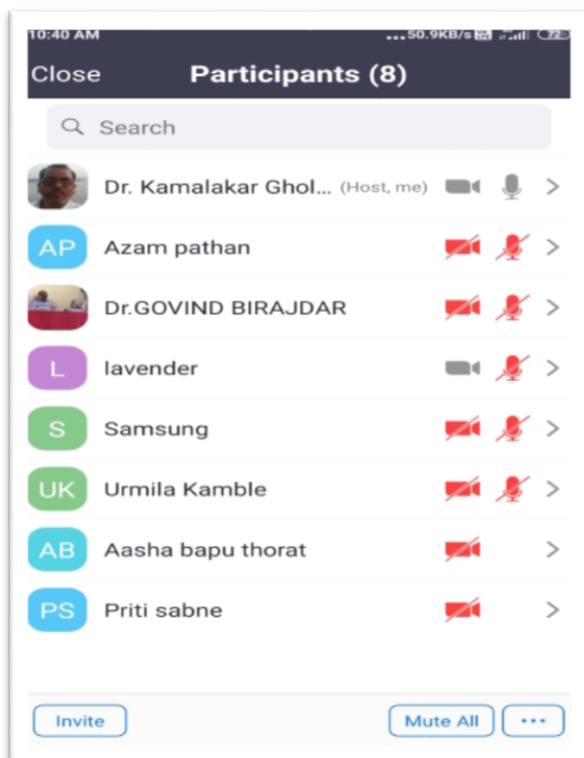 10:40 AM ...50.9KB/s 72
Close Participants (8)
Search
Dr. Kamalakar Ghol... (Host, me)
AP Azam pathan
Dr.GOVIND BIRAJDAR
L lavender
S Samsung
UK Urmila Kamble
AB Aasha bapu thorat
PS Priti sabne
Invite Mute All ...